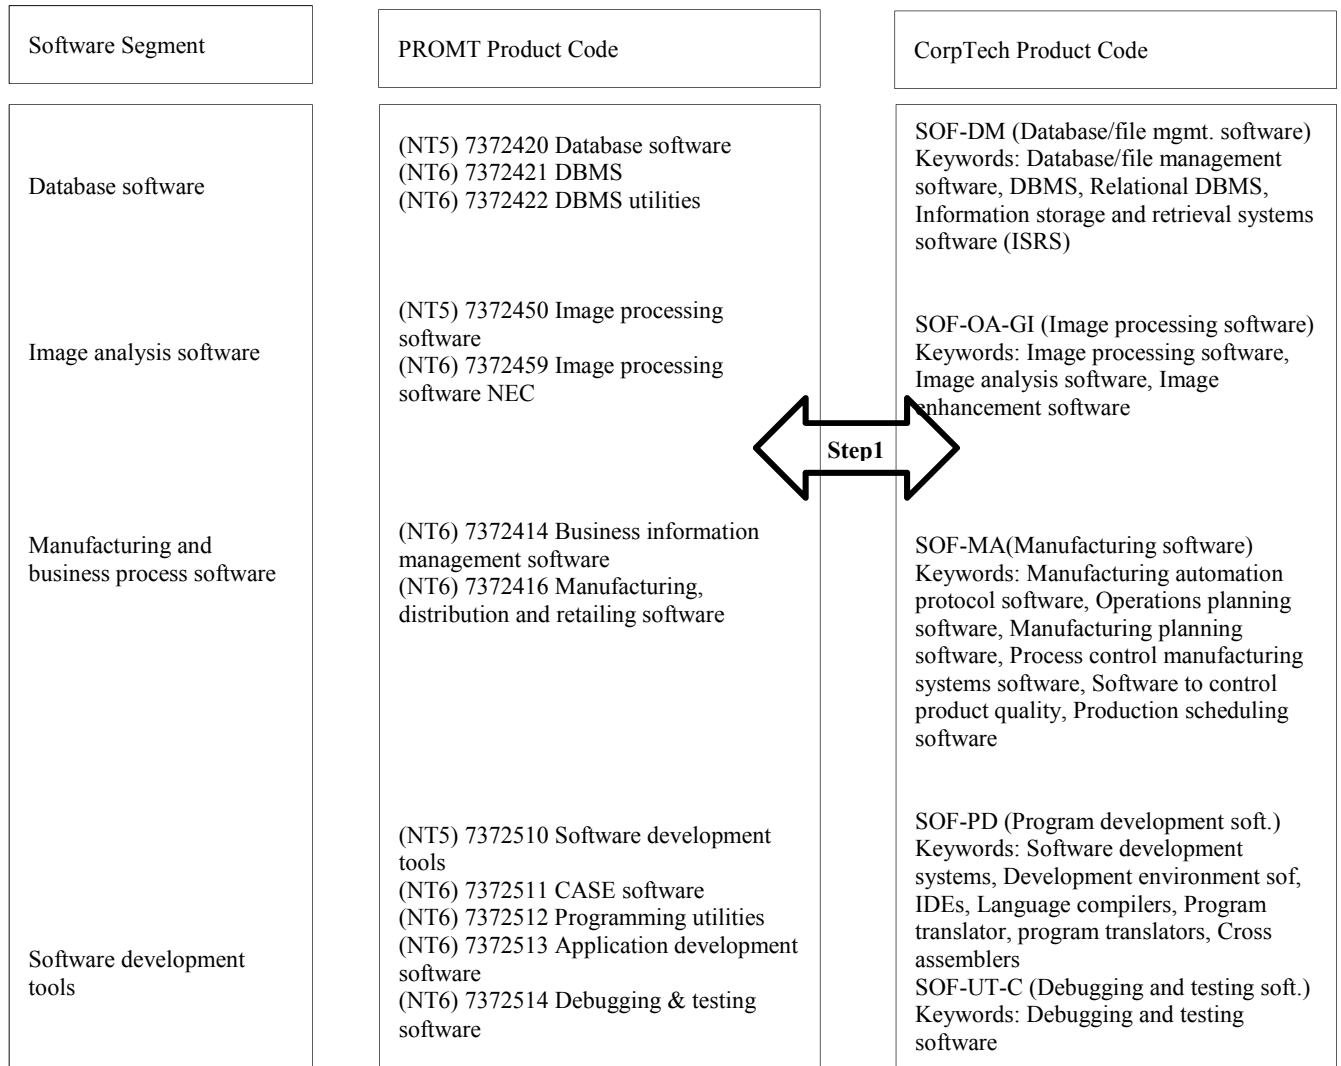 Software Segment
PROMT Product Code
CorpTech Product Code
Database software
(NT5) 7372420 Database software
(NT6) 7372421 DBMS
(NT6) 7372422 DBMS utilities
SOF-DM (Database/file mgmt. software)
Keywords: Database/file management
software, DBMS, Relational DBMS,
Information storage and retrieval systems
software (ISRS)
Image analysis software
(NT5) 7372450 Image processing
software
(NT6) 7372459 Image processing
software NEC
SOF-OA-GI (Image processing software)
Keywords: Image processing software,
Image analysis software, Image
enhancement software
Step1
Manufacturing and
business process software
(NT6) 7372414 Business information
management software
(NT6) 7372416 Manufacturing,
distribution and retailing software
SOF-MA(Manufacturing software)
Keywords: Manufacturing automation
protocol software, Operations planning
software, Manufacturing planning
software, Process control manufacturing
systems software, Software to control
product quality, Production scheduling
software
Software development
tools
(NT5) 7372510 Software development
tools
(NT6) 7372511 CASE software
(NT6) 7372512 Programming utilities
(NT6) 7372513 Application development
software
(NT6) 7372514 Debugging & testing
software
SOF-PD (Program development soft.)
Keywords: Software development
systems, Development environment sof,
IDEs, Language compilers, Program
translator, program translators, Cross
assemblers
SOF-UT-C (Debugging and testing soft.)
Keywords: Debugging and testing
software